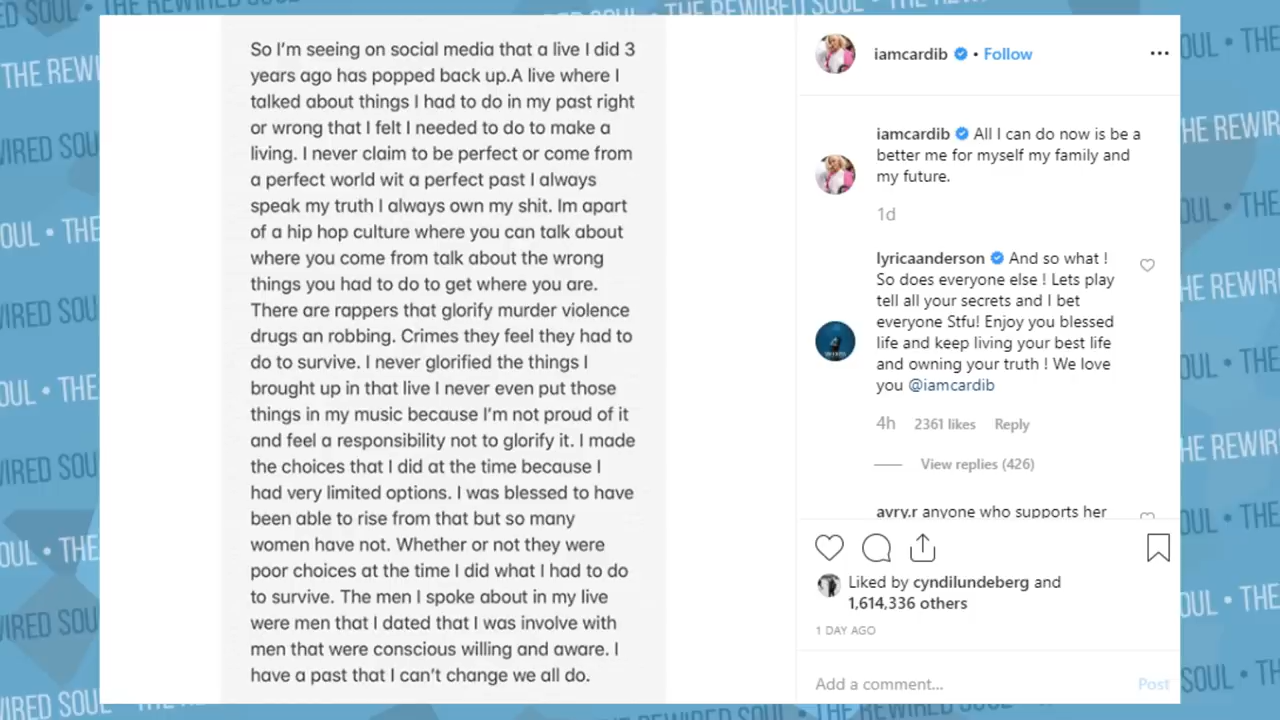 So I'm seeing on social media that a live I did 3
years ago has popped back up.A live where I
talked about things I had to do in my past right
or wrong that I felt I needed to do to make a
living. I never claim to be perfect or come from
a perfect world wit a perfect past I always
speak my truth I always own my shit. Im apart
of a hip hop culture where you can talk about
where you come from talk about the wrong
things you had to do to get where you are.
There are rappers that glorify murder violence
drugs an robbing. Crimes they feel they had to
do to survive. I never glorified the things I
brought up in that live I never even put those
things in my music because I'm not proud of it
and feel a responsibility not to glorify it. I made
the choices that I did at the time because I
had very limited options. I was blessed to have
been able to rise from that but so many
women have not. Whether or not they were
poor choices at the time I did what I had to do
to survive. The men I spoke about in my live
were men that I dated that I was involve with
men that were conscious willing and aware. I
have a past that I can't change we all do.
iamcardib • Follow
iamcardib All I can do now is be a
better me for myself my family and
my future.
1d
lyricaanderson And so what !
So does everyone else ! Lets play
tell all your secrets and I bet
everyone Stfu! Enjoy you blessed
life and keep living your best life
and owning your truth ! We love
you @iamcardib
4h 2361 likes Reply
View replies (426)
avry.r anyone who supports her
Liked by cyndilundeberg and
1,614,336 others
1 DAY AGO
Add a comment... Post
THE REWIRED SOUL